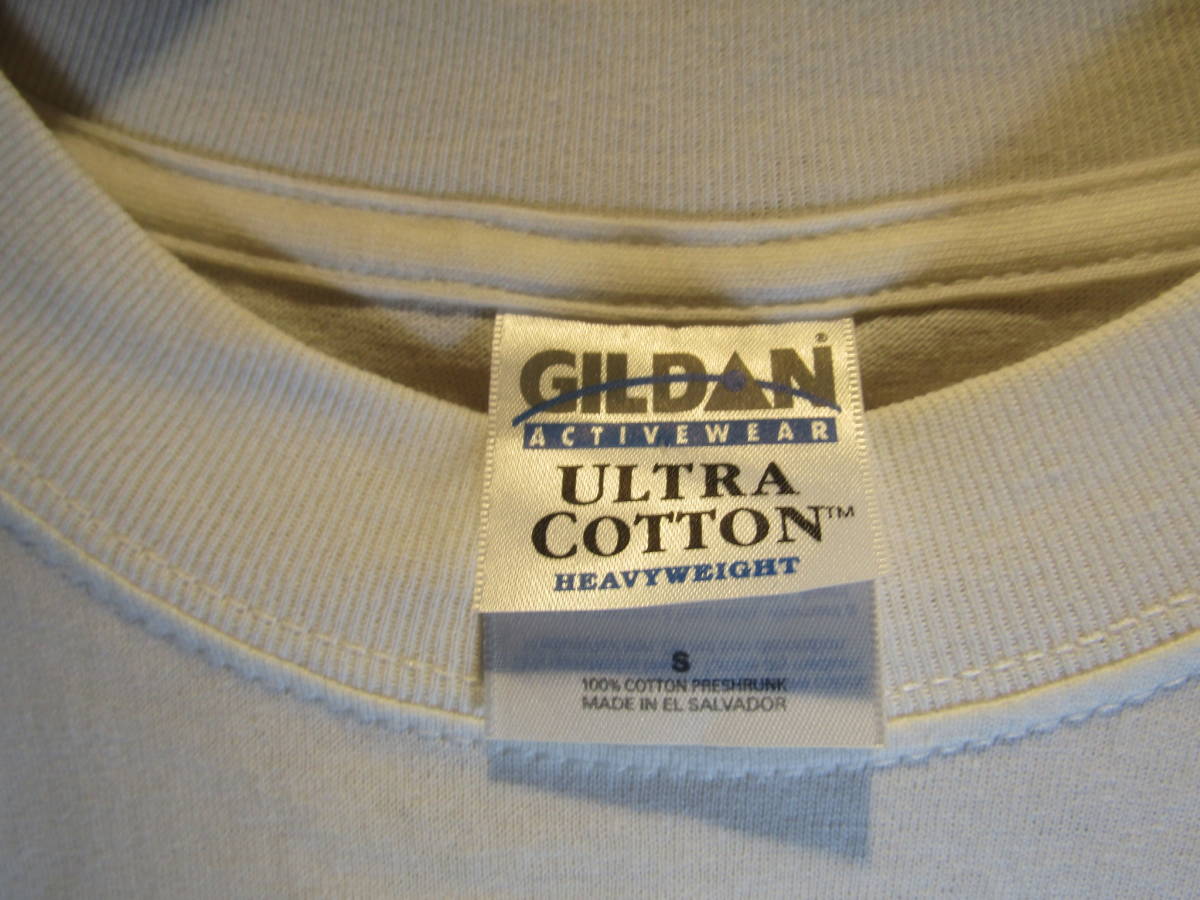 GILDAN®
ACTIVEWEAR
ULTRA
COTTON™
HEAVYWEIGHT
S
100% COTTON PRESHRUNK
MADE IN EL SALVADOR